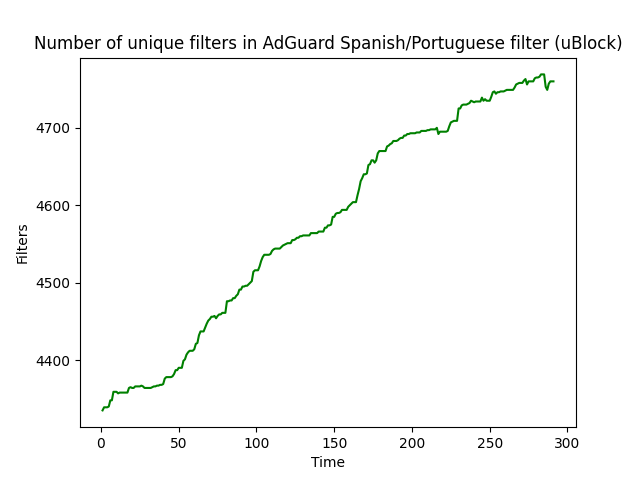 Number of unique filters in AdGuard Spanish/Portuguese filter (uBlock)
4700
4600
4500
4400
Filters
0 50 100 150 200 250 300
Time